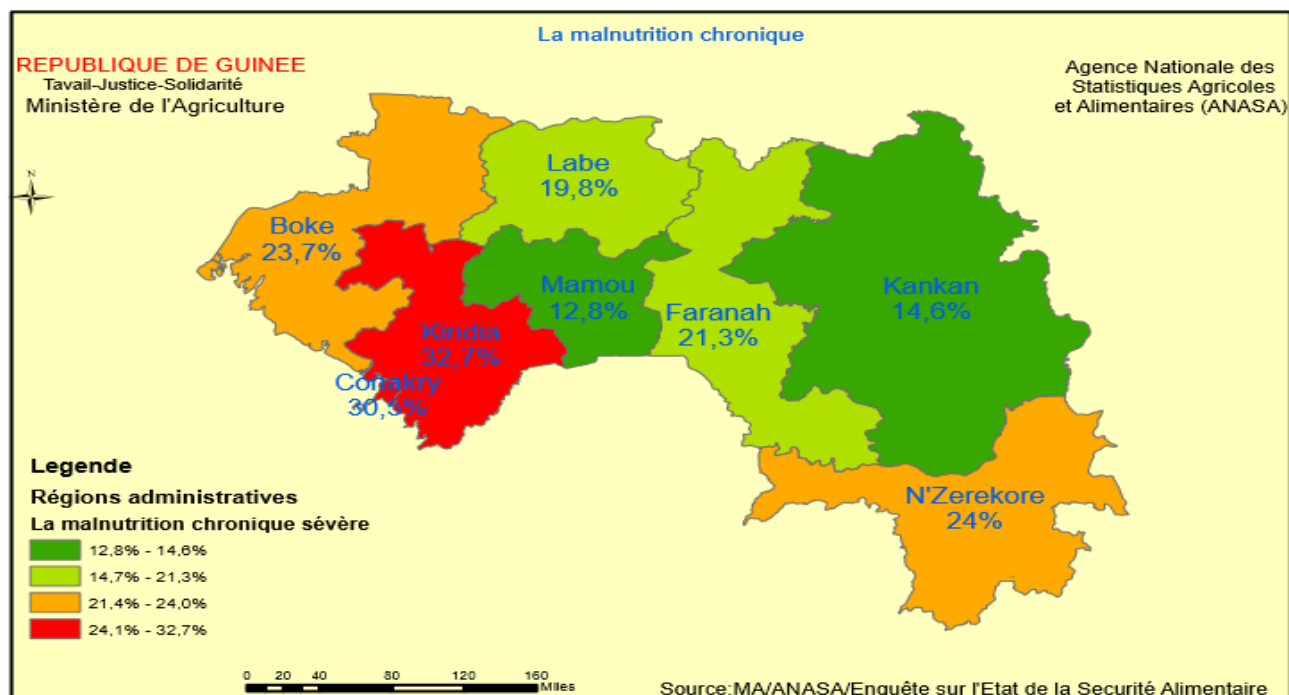 La malnutrition chronique
REPUBLIQUE DE GUINEE
Tavail-Justice-Solidarité
Ministère de l'Agriculture
Agence Nationale des
Statistiques Agricoles
et Alimentaires (ANASA)
N
Labe
19,8%
Boke
23,7%
Mamou
12,8%
Kankan
14,6%
Faranah
21,3%
Kindia
32,7%
Conakry
30,5%
N'Zerekore
24%
Legende
Régions administratives
La malnutrition chronique sévère
12,8% - 14,6%
14,7% - 21,3%
21,4% - 24,0%
24,1% - 32,7%
0 20 40 80 120 160
Miles
Source:MA/ANASA/Enquête sur l'Etat de la Securité Alimentaire